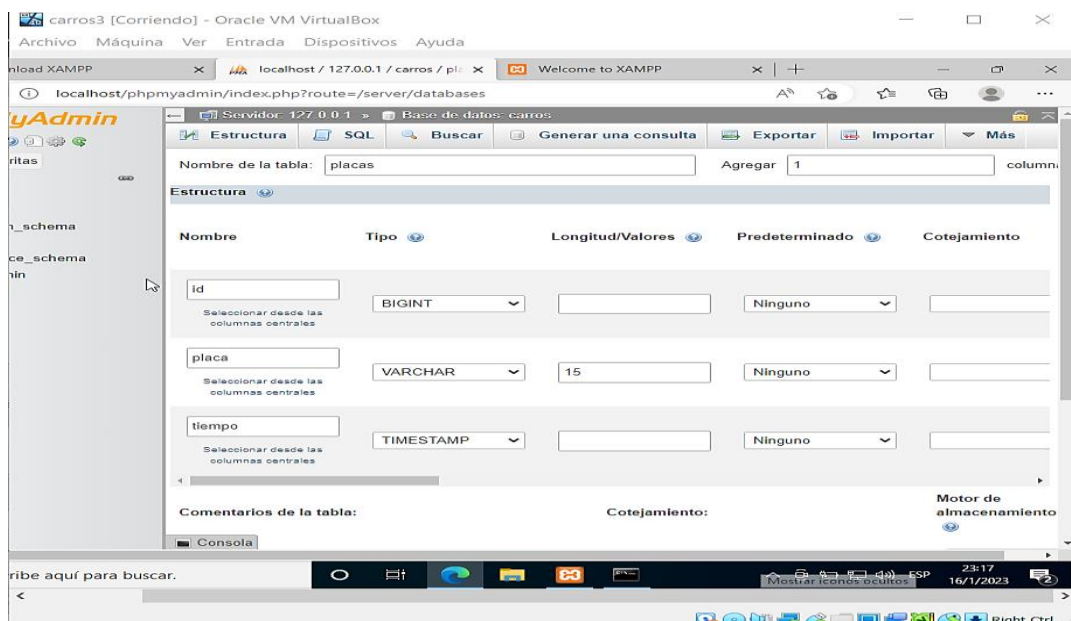 carros3 [Corriendo] - Oracle VM VirtualBox
Archivo Máquina Ver Entrada Dispositivos Ayuda
nload XAMPP
localhost / 127.0.0.1 / carros / pla
Welcome to XAMPP
localhost/phpmyadmin/index.php?route=/server/databases
yAdmin
Servidor: 127.0.0.1 » Base de datos: carros
Estructura SQL Buscar Generar una consulta Exportar Importar Más
ritas
Nombre de la tabla: placas Agregar 1 column
Estructura
n_schema
ce_schema
nin
Nombre Tipo Longitud/Valores Predeterminado Cotejamiento
id BIGINT Ninguno
Seleccionar desde las
columnas centrales
placa VARCHAR 15 Ninguno
Seleccionar desde las
columnas centrales
tiempo TIMESTAMP Ninguno
Seleccionar desde las
columnas centrales
Comentarios de la tabla: Cotejamiento: Motor de
almacenamiento
Consola
ribe aquí para buscar.
Mostrar iconos ocultos
ESP
23:17
16/1/2023
2
Right Ctrl